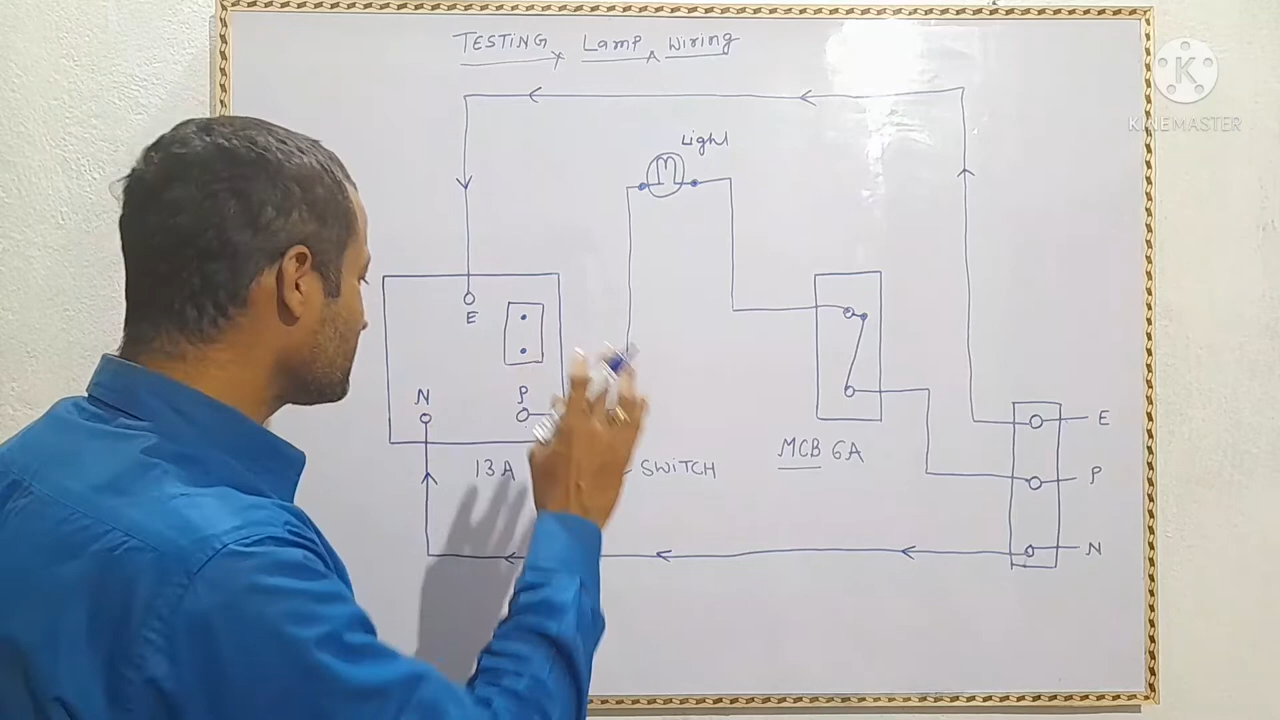 TESTING Lamp Wiring
Light
K
KINEMASTER
E
N
P
13A
SWITCH
MCB 6A
E
P
N